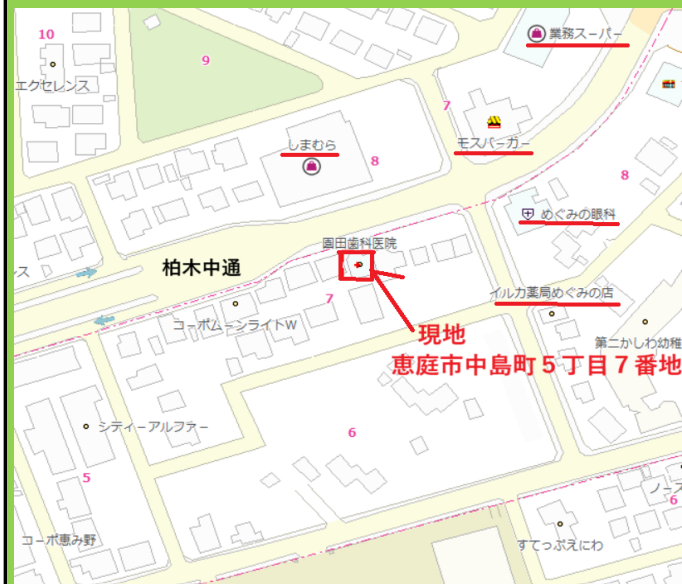 10
業務スーパー
9
エクセレンス
7
モスバーガー
しまむら
8
8
めぐみの眼科
園田歯科医院
柏木中通
ス
イルカ薬局めぐみの店
7
コーポムーンライトW
現地
第二かしわ幼稚
恵庭市中島町５丁目７番地
シティーアルファー
6
5
ノース
6
コーポ恵み野
すてっぷえにわ